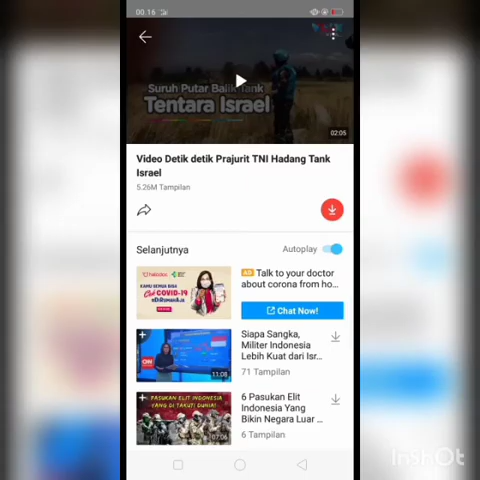 00.16
Suruh Putar Balik Tank
Tentara Israel
02:05
Video Detik detik Prajurit TNI Hadang Tank
Israel
5.26M Tampilan
Selanjutnya
Autoplay
halodoc
KAMU SEMUA BISA
Chat COVID-19
AD Talk to your doctor
about corona from ho...
Chat Now!
Siapa Sangka,
Militer Indonesia
Lebih Kuat dari Isr...
71 Tampilan
CNN
11:08
6 Pasukan Elit
Indonesia Yang
Bikin Negara Luar ...
6 Tampilan
PASUKAN ELIT INDONESIA
YANG DI TAKUTI DUNIA!
07:06
InShOt